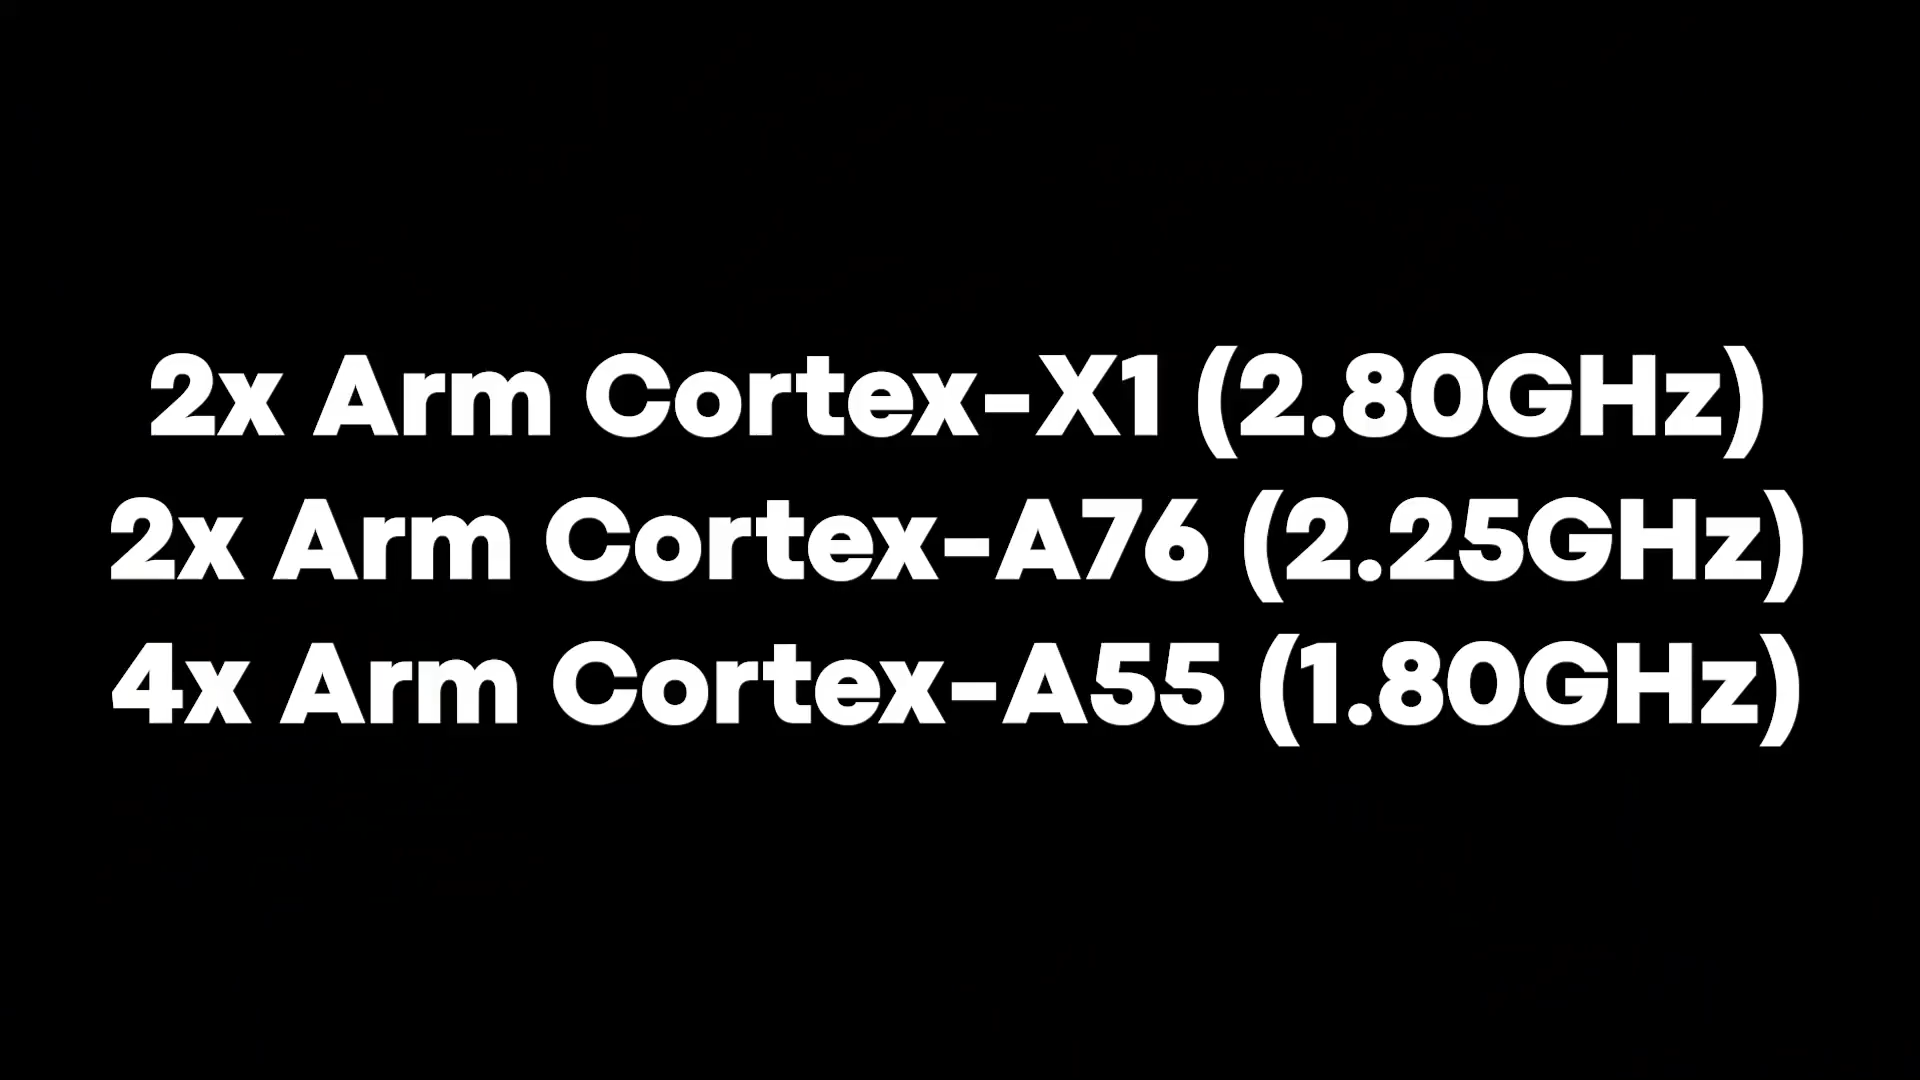 2x Arm Cortex-X1 (2.80GHz)
2x Arm Cortex-A76 (2.25GHz)
4x Arm Cortex-A55 (1.80GHz)